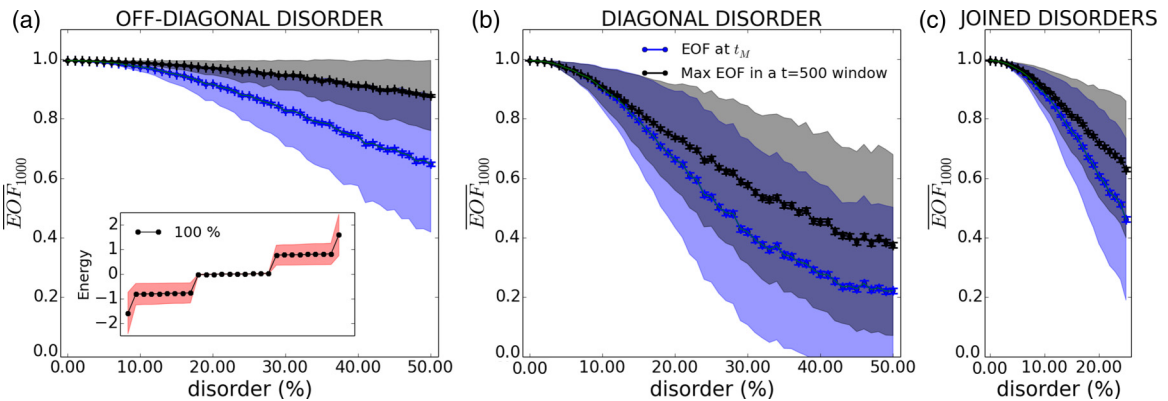 (a) OFF-DIAGONAL DISORDER
1.0
0.8
0.6
0.4
0.2
0.0
EOF1000
0.00 10.00 20.00 30.00 40.00 50.00
disorder (%)
Energy
2
1
0
−1
−2
100 %
(b) DIAGONAL DISORDER
EOF at tM
Max EOF in a t=500 window
1.0
0.8
0.6
0.4
0.2
0.0
EOF1000
0.00 10.00 20.00 30.00 40.00 50.00
disorder (%)
(c) JOINED DISORDERS
1.0
0.8
0.6
0.4
0.2
0.0
EOF1000
0.00 10.00 20.00
disorder (%)